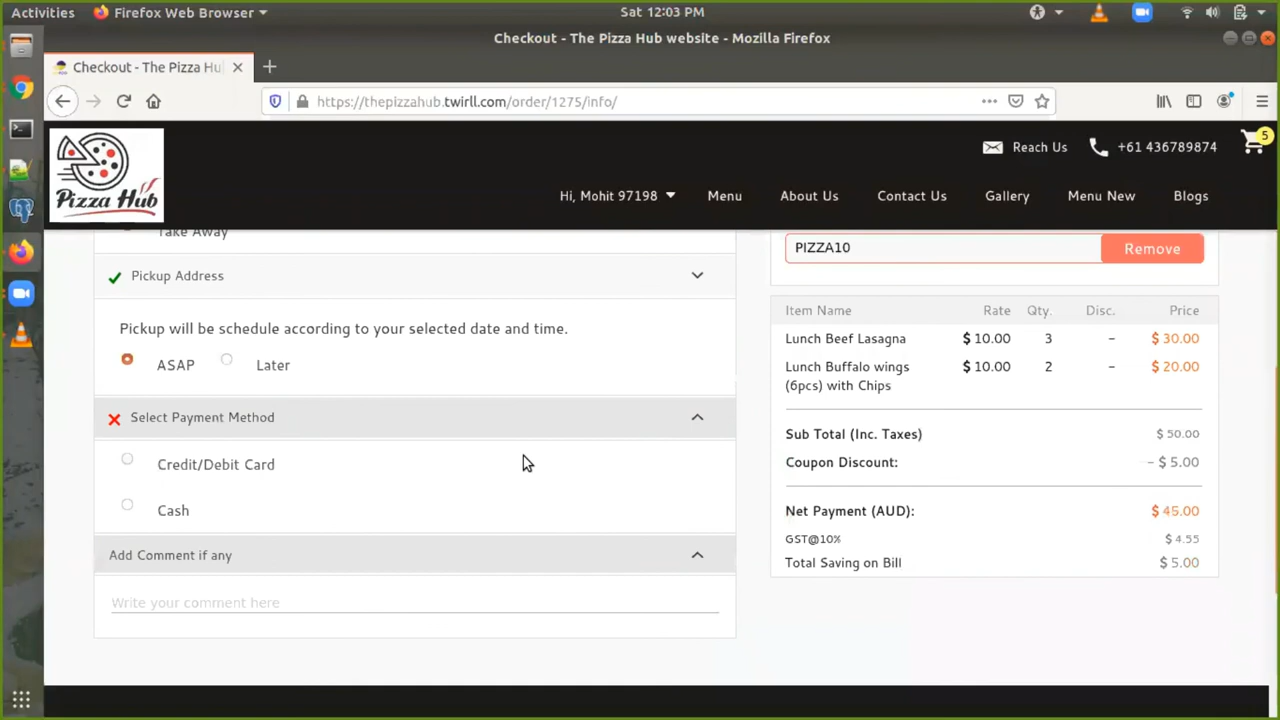 Activities Firefox Web Browser Sat 12:03 PM
Checkout - The Pizza Hub website - Mozilla Firefox
Checkout - The Pizza Hu
https://thepizzahub.twirll.com/order/1275/info/
Pizza Hub
Reach Us +61 436789874 5
Hi, Mohit 97198 Menu About Us Contact Us Gallery Menu New Blogs
Take Away
Pickup Address
Pickup will be schedule according to your selected date and time.
ASAP Later
Select Payment Method
Credit/Debit Card
Cash
Add Comment if any
Write your comment here
PIZZA10 Remove
Item Name Rate Qty. Disc. Price
Lunch Beef Lasagna $ 10.00 3 – $ 30.00
Lunch Buffalo wings $ 10.00 2 – $ 20.00
(6pcs) with Chips
Sub Total (Inc. Taxes) $ 50.00
Coupon Discount: – $ 5.00
Net Payment (AUD): $ 45.00
GST@10% $ 4.55
Total Saving on Bill $ 5.00